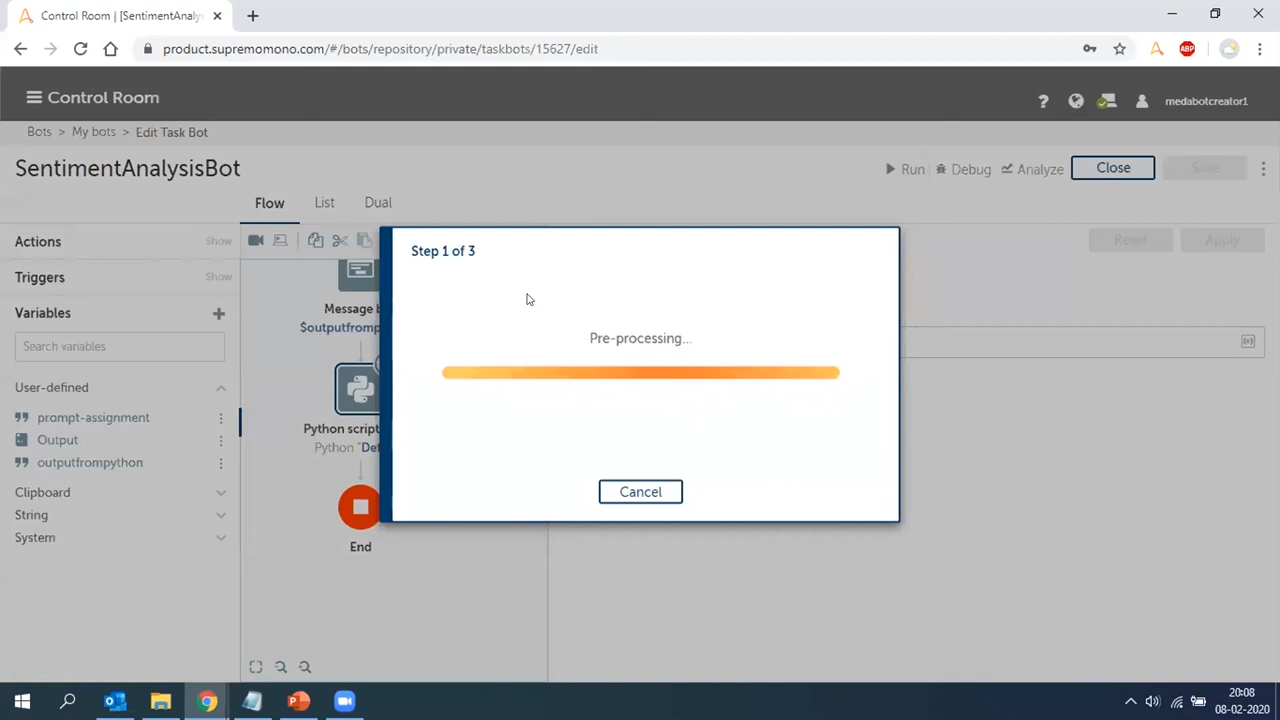 Control Room | [SentimentAnaly
product.supremomono.com/#/bots/repository/private/taskbots/15627/edit
ABP
Control Room
? medabotcreator1
Bots > My bots > Edit Task Bot
SentimentAnalysisBot
Run Debug Analyze Close Save
Flow List Dual
Actions Show
Reset Apply
Triggers Show
Variables
Search variables
User-defined
prompt-assignment
Output
outputfrompython
Clipboard
String
System
Message b
$outputfromp
Python script
Python "De
End
Step 1 of 3
Pre-processing...
Cancel
20:08
08-02-2020